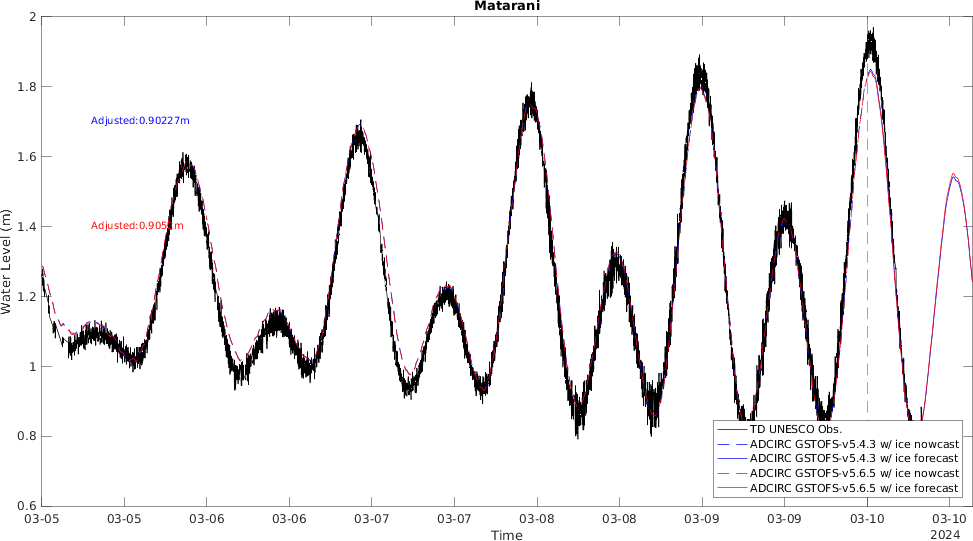 Matarani
2
1.8
1.6
1.4
1.2
1
0.8
0.6
Water Level (m)
Adjusted:0.90227m
TD UNESCO Obs.
ADCIRC GSTOFS-v5.4.3 w/ ice nowcast
ADCIRC GSTOFS-v5.4.3 w/ ice forecast
ADCIRC GSTOFS-v5.6.5 w/ ice nowcast
ADCIRC GSTOFS-v5.6.5 w/ ice forecast
03-05 03-05 03-06 03-06 03-07 03-07 03-08 03-08 03-09 03-09 03-10 03-10
Time
2024